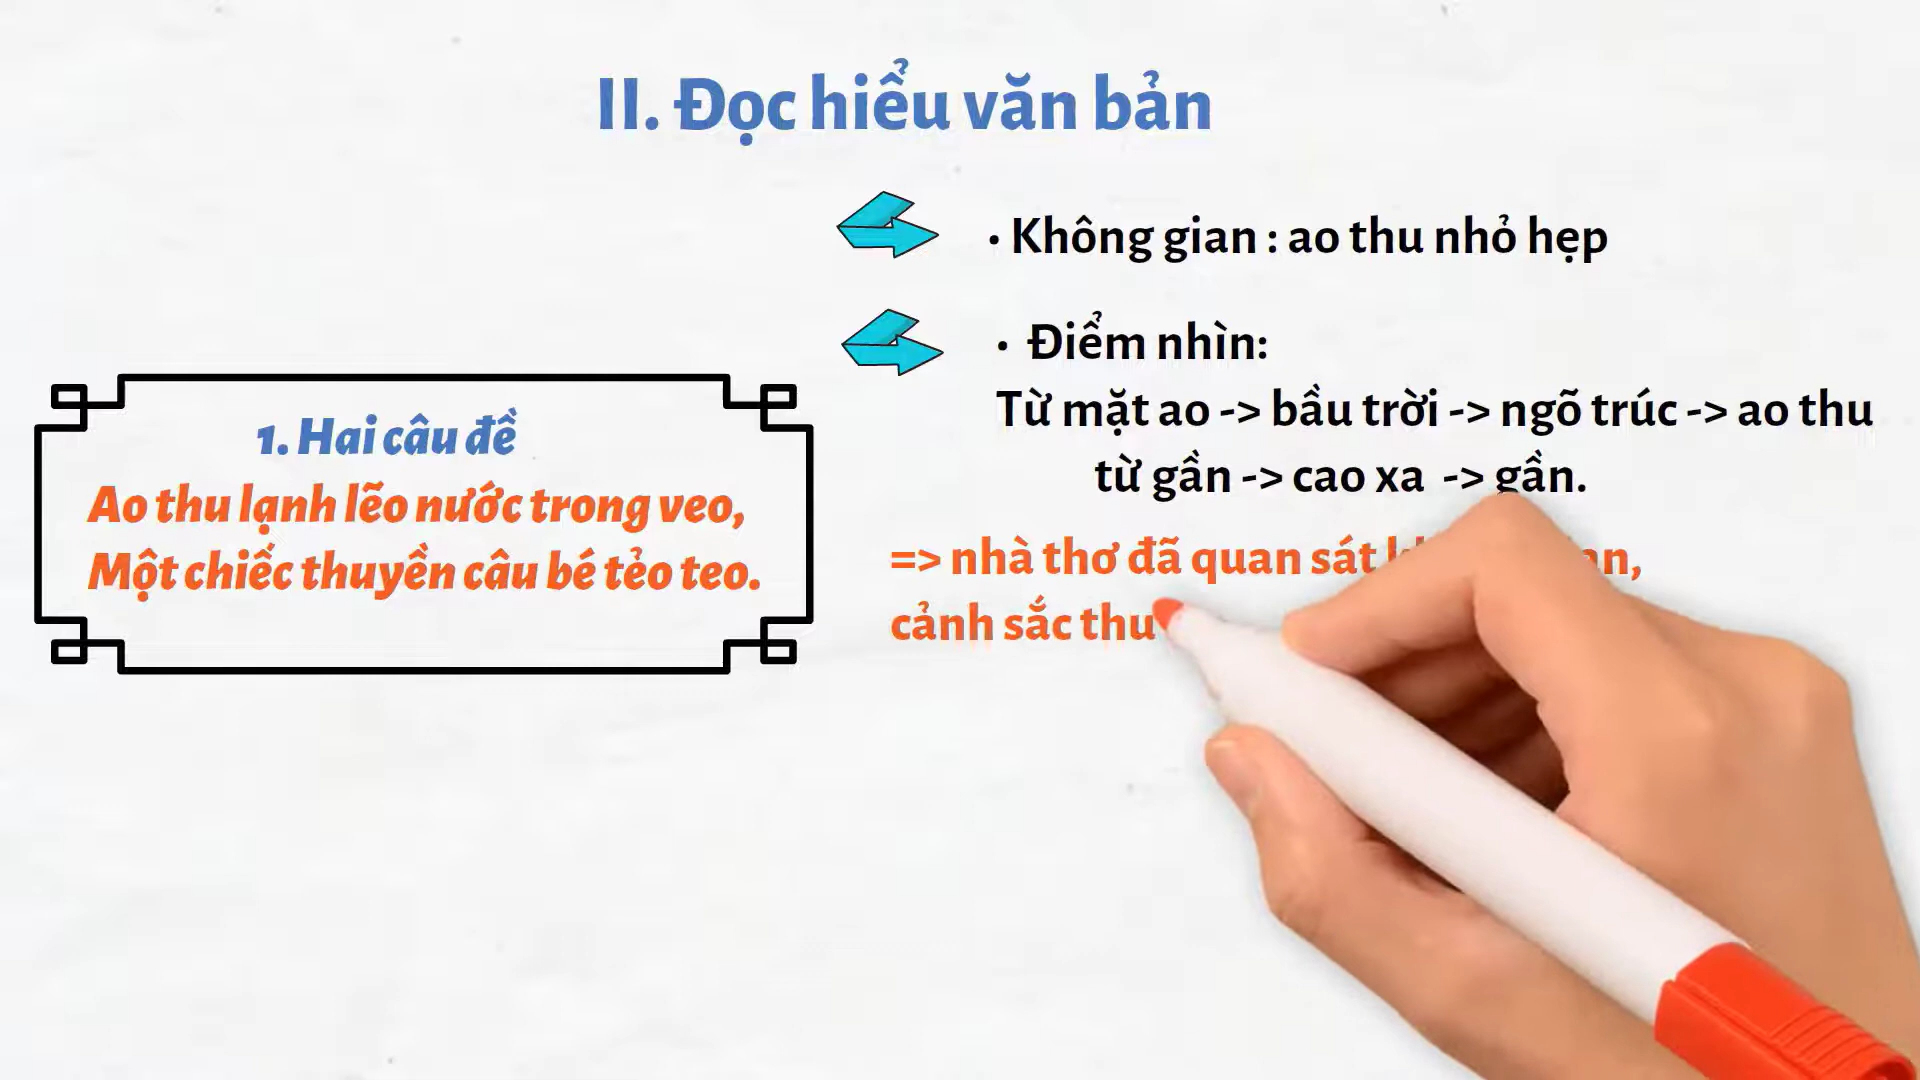 II. Đọc hiểu văn bản
• Không gian : ao thu nhỏ hẹp
• Điểm nhìn:
Từ mặt ao -> bầu trời -> ngõ trúc -> ao thu
từ gần -> cao xa -> gần.
=> nhà thơ đã quan sát
cảnh sắc thu
1. Hai câu đề
Ao thu lạnh lẽo nước trong veo,
Một chiếc thuyền câu bé tẻo teo.